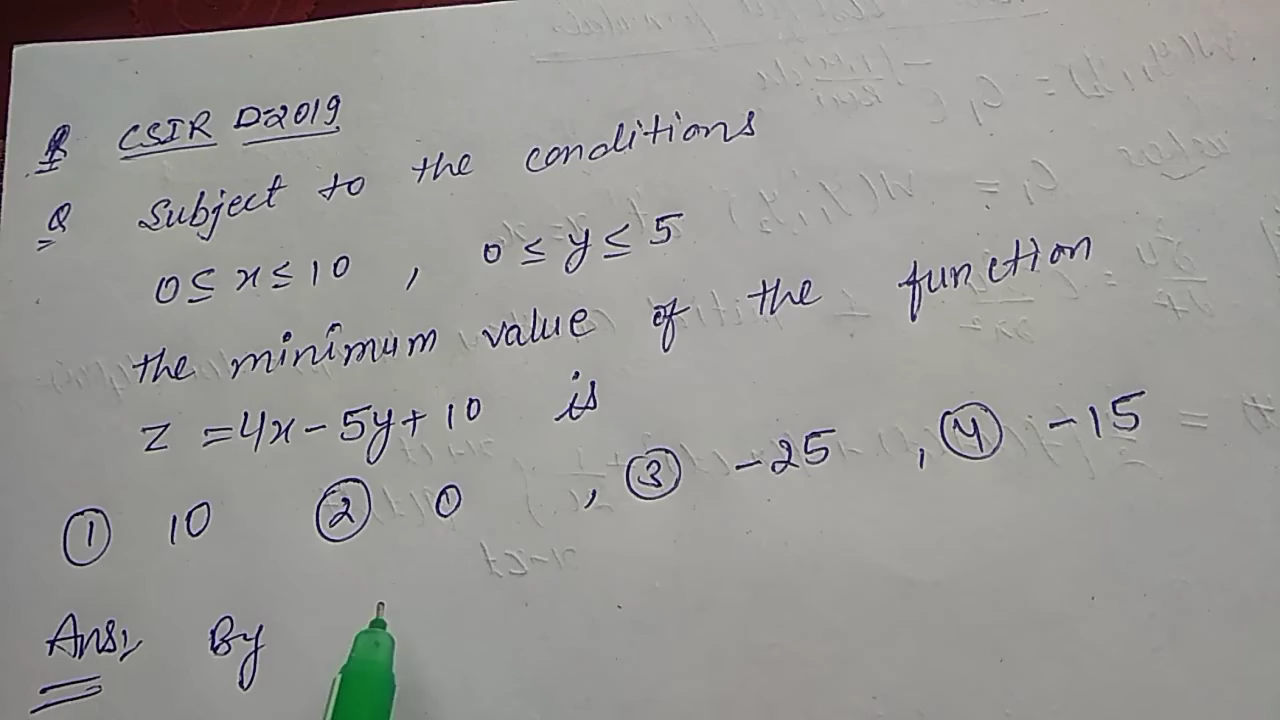 CSIR D-2019
Q Subject to the conditions
0 ≤ x ≤ 10 , 0 ≤ y ≤ 5
the minimum value of the function
z = 4x - 5y + 10 is
① 10 ② 0 , ③ -25 , ④ -15
Ans, By